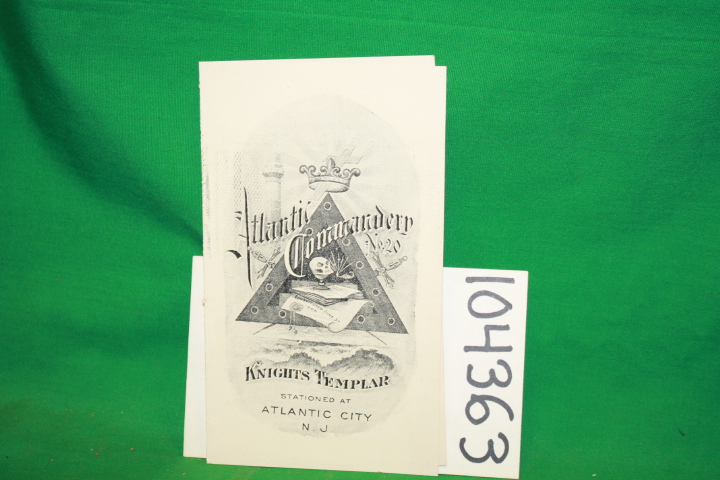 Atlantic
Commandery
No. 20
KNIGHTS TEMPLAR
STATIONED AT
ATLANTIC CITY
N. J
104363